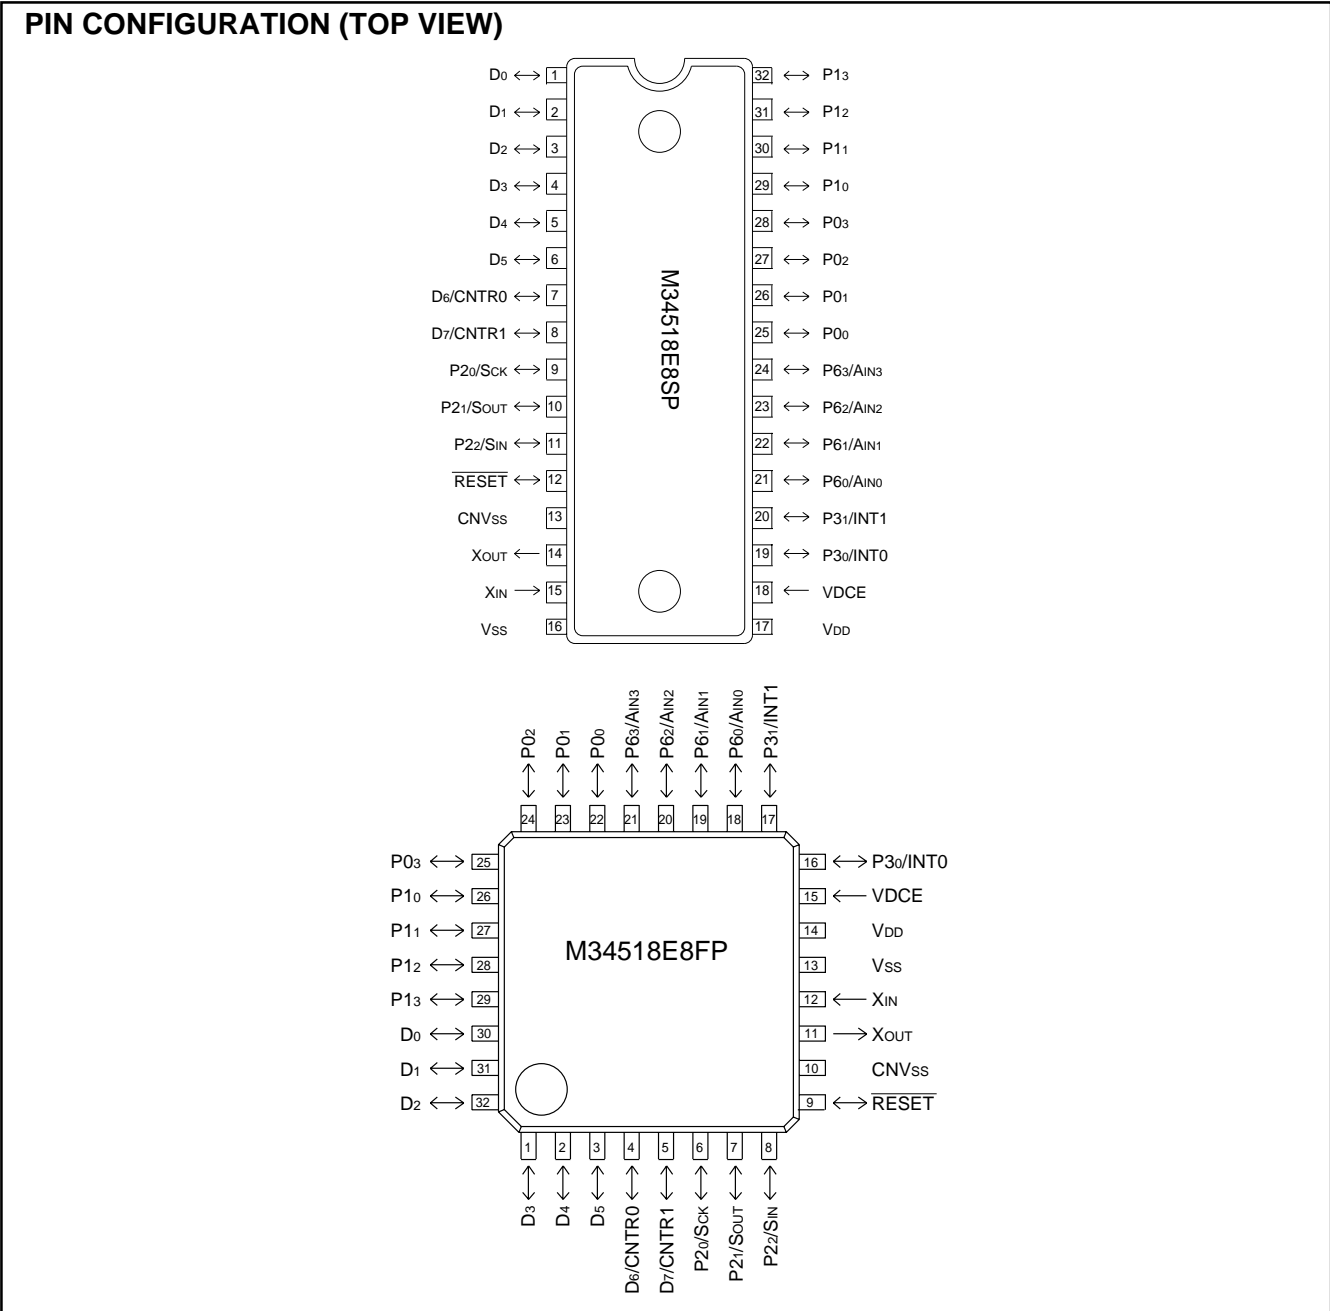 PIN CONFIGURATION (TOP VIEW)
D0 1 32 P13
D1 2 31 P12
D2 3 30 P11
D3 4 29 P10
D4 5 28 P03
D5 6 27 P02
D6/CNTR0 7 26 P01
D7/CNTR1 8 25 P00
P20/SCK 9 24 P63/AIN3
P21/SOUT 10 23 P62/AIN2
P22/SIN 11 22 P61/AIN1
RESET 12 21 P60/AIN0
CNVSS 13 20 P31/INT1
XOUT 14 19 P30/INT0
XIN 15 18 VDCE
VSS 16 17 VDD
M34518E8SP
P02 P01 P00 P63/AIN3 P62/AIN2 P61/AIN1 P60/AIN0 P31/INT1
24 23 22 21 20 19 18 17
P03 25 16 P30/INT0
P10 26 15 VDCE
P11 27 14 VDD
P12 28 13 VSS
P13 29 12 XIN
D0 30 11 XOUT
D1 31 10 CNVSS
D2 32 9 RESET
M34518E8FP
1 2 3 4 5 6 7 8
D3 D4 D5 D6/CNTR0 D7/CNTR1 P20/SCK P21/SOUT P22/SIN